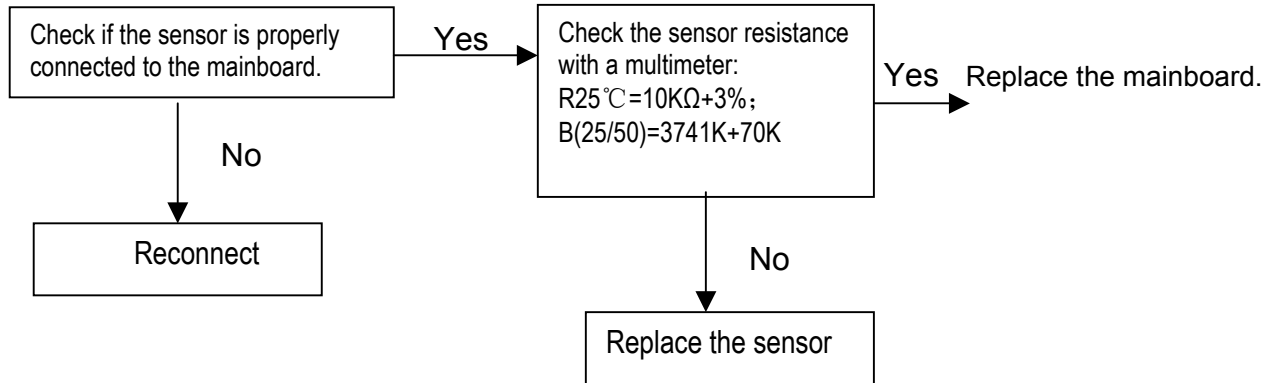 Check if the sensor is properly
connected to the mainboard.
Yes
Check the sensor resistance
with a multimeter:
R25℃=10KΩ+3%；
B(25/50)=3741K+70K
Yes
Replace the mainboard.
No
Reconnect
No
Replace the sensor